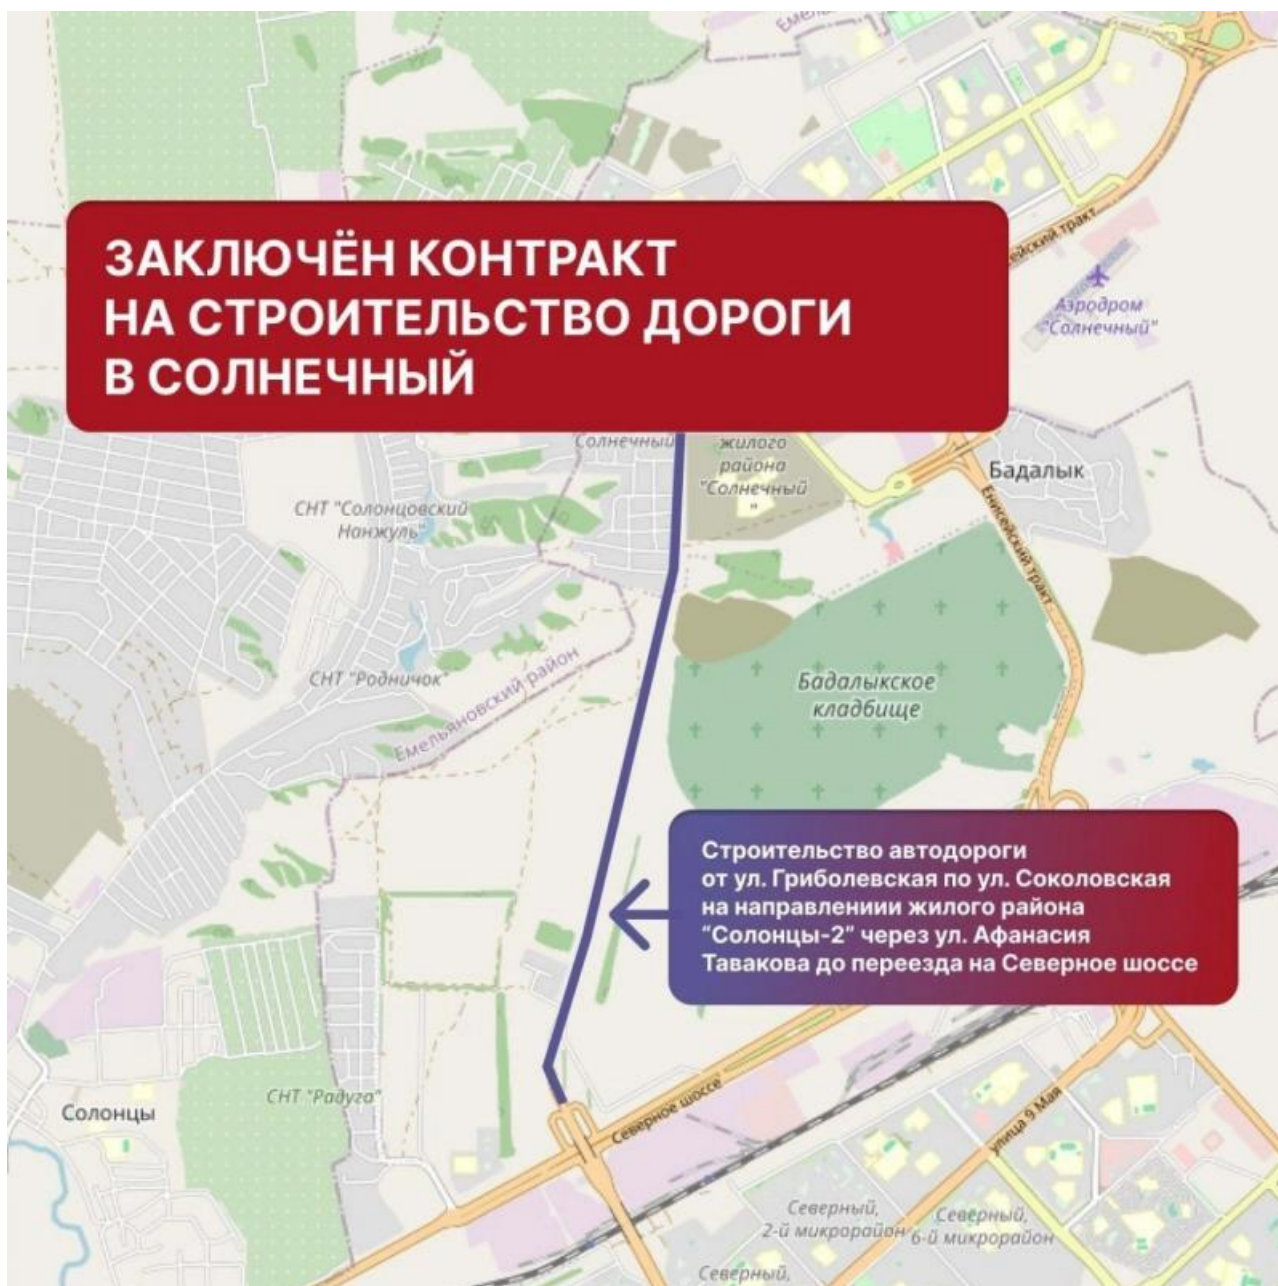 Емель
ЗАКЛЮЧЁН КОНТРАКТ
НА СТРОИТЕЛЬСТВО ДОРОГИ
В СОЛНЕЧНЫЙ
сейский тракт
Аэродром
"Солнечный"
Солнечный
жилого
района
"Солнечный
"
Бадалык
СНТ "Солонцовский
Нанжуль"
Енисейский тракт
СНТ "Родничок"
Емельяновский район
Бадалыкское
кладбище
Строительство автодороги
от ул. Гриболевская по ул. Соколовская
на направлениии жилого района
“Солонцы-2” через ул. Афанасия
Тавакова до переезда на Северное шоссе
СНТ "Радуга"
Солонцы
Северное шоссе
улица 9 Мая
Северный,
2-й микрорайон
Северный,
6-й микрорайон
Северный,